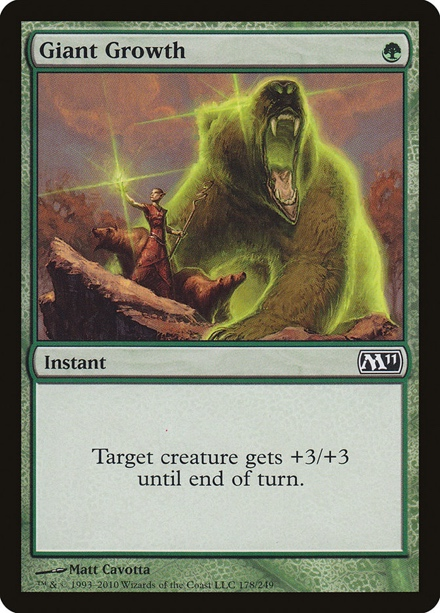 Giant Growth
Instant
M11
Target creature gets +3/+3
until end of turn.
Matt Cavotta
™ & © 1993–2010 Wizards of the Coast LLC 178/249